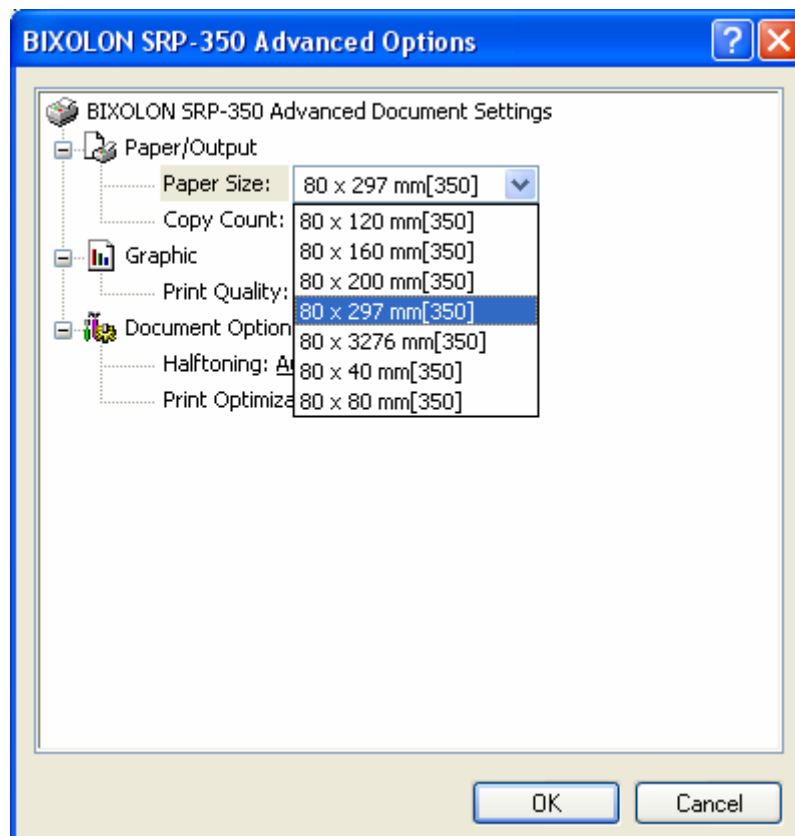 BIXOLON SRP-350 Advanced Options
BIXOLON SRP-350 Advanced Document Settings
Paper/Output
Paper Size: 80 x 297 mm[350]
Copy Count:
80 x 120 mm[350]
80 x 160 mm[350]
Graphic
80 x 200 mm[350]
Print Quality:
80 x 297 mm[350]
Document Option
80 x 3276 mm[350]
Halftoning:
80 x 40 mm[350]
Print Optimiza
80 x 80 mm[350]
OK Cancel